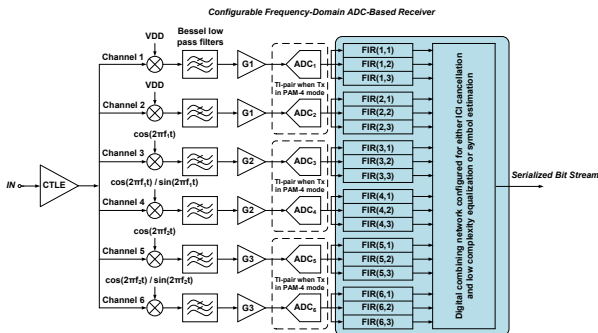 Configurable Frequency-Domain ADC-Based Receiver
VDD
Bessel low
pass filters
Channel 1
G1
ADC1
FIR(1,1)
FIR(1,2)
FIR(1,3)
VDD
TI-pair when Tx
in PAM-4 mode
Channel 2
G1
ADC2
FIR(2,1)
FIR(2,2)
FIR(2,3)
cos(2πf1t)
Channel 3
G2
ADC3
FIR(3,1)
FIR(3,2)
FIR(3,3)
IN
CTLE
cos(2πf1t) / sin(2πf1t)
TI-pair when Tx
in PAM-4 mode
Channel 4
G2
ADC4
FIR(4,1)
FIR(4,2)
FIR(4,3)
cos(2πf2t)
Channel 5
G3
ADC5
FIR(5,1)
FIR(5,2)
FIR(5,3)
cos(2πf2t) / sin(2πf2t)
TI-pair when Tx
in PAM-4 mode
Channel 6
G3
ADC6
FIR(6,1)
FIR(6,2)
FIR(6,3)
Digital combining network configured for either ICI cancellation
and low complexity equalization or symbol estimation
Serialized Bit Stream